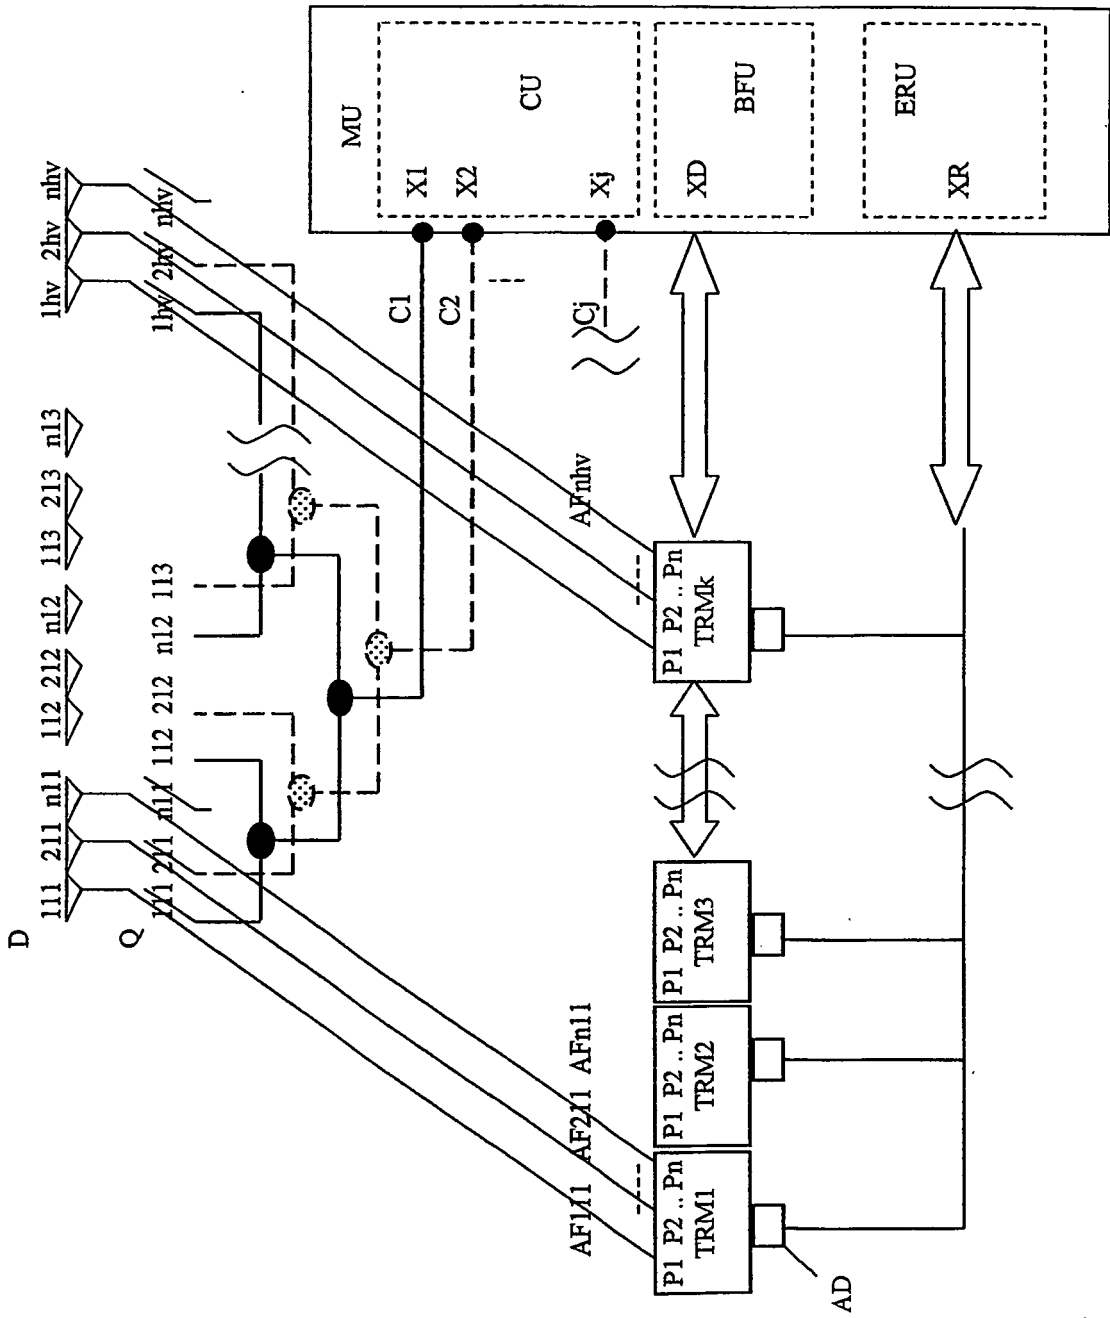 D
111 211 n11 112 212 n12 113 213 n13 1hv 2hv nhv
Q
111 211 n11 112 212 n12 113 1hv 2hv nhv
MU
CU
X1
X2
Xj
C1
C2
Cj
BFU
XD
ERU
XR
AF111 AF211 AFn11
AFnhv
P1 P2 .. Pn
TRM1
P1 P2 .. Pn
TRM2
P1 P2 .. Pn
TRM3
P1 P2 .. Pn
TRMk
AD